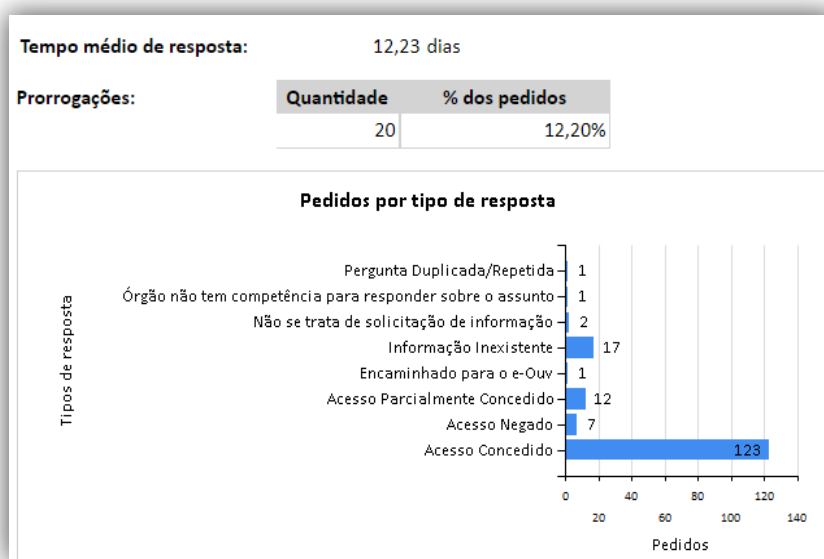 Tempo médio de resposta: 12,23 dias
Prorrogações: Quantidade % dos pedidos
20 12,20%
Pedidos por tipo de resposta
Tipos de resposta
Pergunta Duplicada/Repetida 1
Órgão não tem competência para responder sobre o assunto 1
Não se trata de solicitação de informação 2
Informação Inexistente 17
Encaminhado para o e-Ouv 1
Acesso Parcialmente Concedido 12
Acesso Negado 7
Acesso Concedido 123
0 40 80 120
20 60 100 140
Pedidos